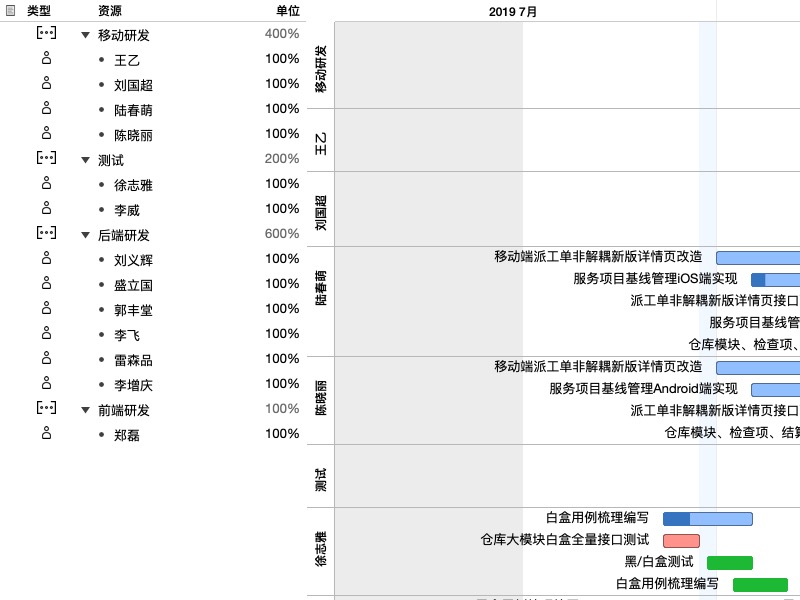 类型 资源 单位
移动研发 400%
王乙 100%
刘国超 100%
陆春萌 100%
陈晓丽 100%
测试 200%
徐志雅 100%
李威 100%
后端研发 600%
刘义辉 100%
盛立国 100%
郭丰堂 100%
李飞 100%
雷森品 100%
李增庆 100%
前端研发 100%
郑磊 100%
2019 7月
移动研发
王乙
刘国超
陆春萌
移动端派工单非解耦新版详情页改造
服务项目基线管理iOS端实现
派工单非解耦新版详情页接口
服务项目基线管
仓库模块、检查项、
陈晓丽
移动端派工单非解耦新版详情页改造
服务项目基线管理Android端实现
派工单非解耦新版详情页接口
仓库模块、检查项、结算
测试
徐志雅
白盒用例梳理编写
仓库大模块白盒全量接口测试
黑/白盒测试
白盒用例梳理编写